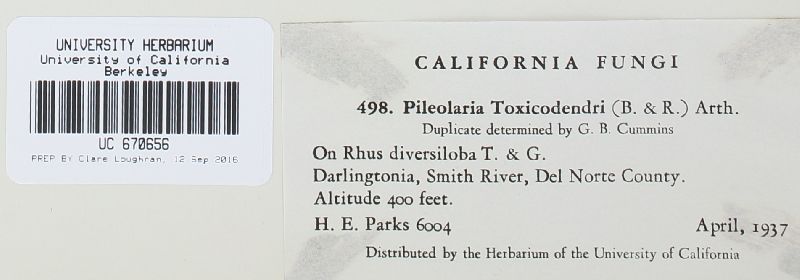 UNIVERSITY HERBARIUM
University of California
Berkeley
UC 670656
PREP BY Clare Loughran, 12 Sep 2016
CALIFORNIA FUNGI
498. Pileolaria Toxicodendri (B. & R.) Arth.
Duplicate determined by G. B. Cummins
On Rhus diversiloba T. & G.
Darlingtonia, Smith River, Del Norte County.
Altitude 400 feet.
H. E. Parks 6004 April, 1937
Distributed by the Herbarium of the University of California